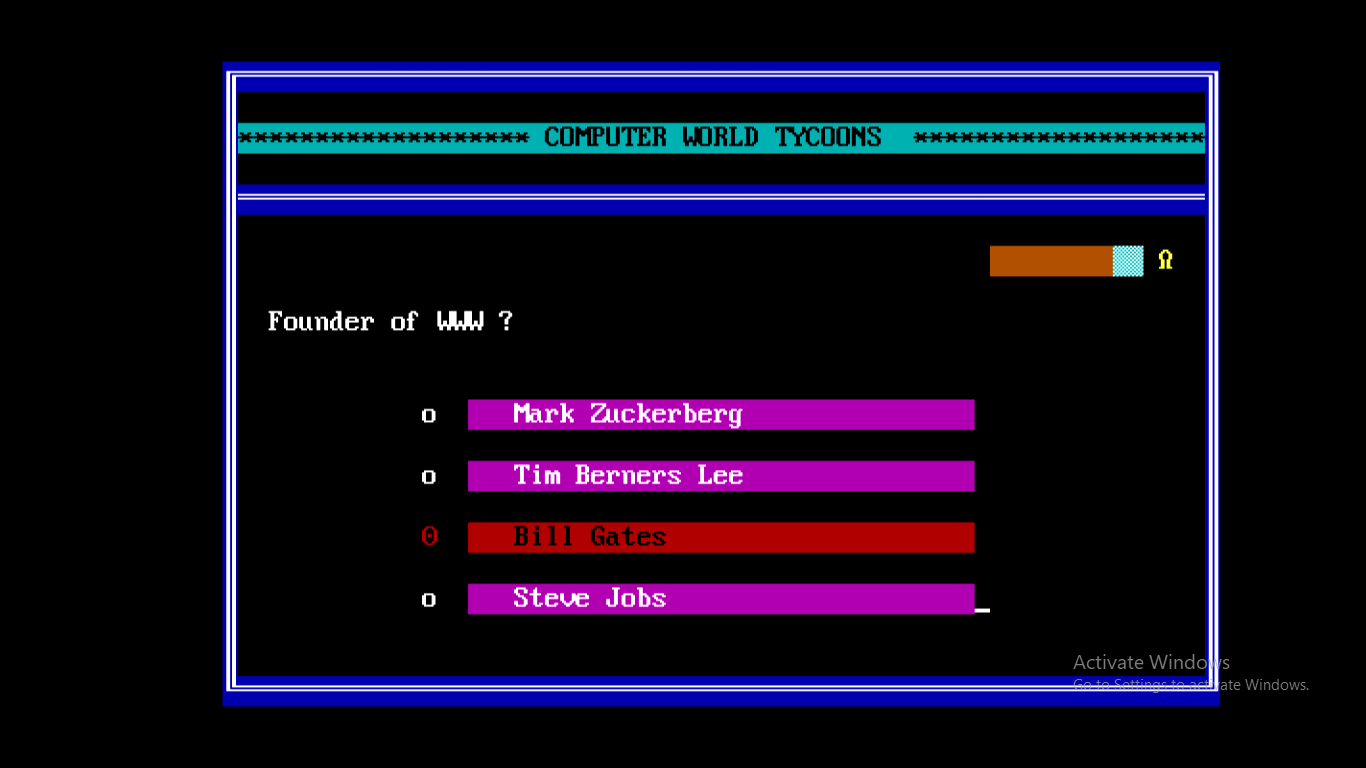 ******************* COMPUTER WORLD TYCOONS *******************
Ω
Founder of WWW ?
o Mark Zuckerberg
o Tim Berners Lee
0 Bill Gates
o Steve Jobs
Activate Windows
Go to Settings to activate Windows.